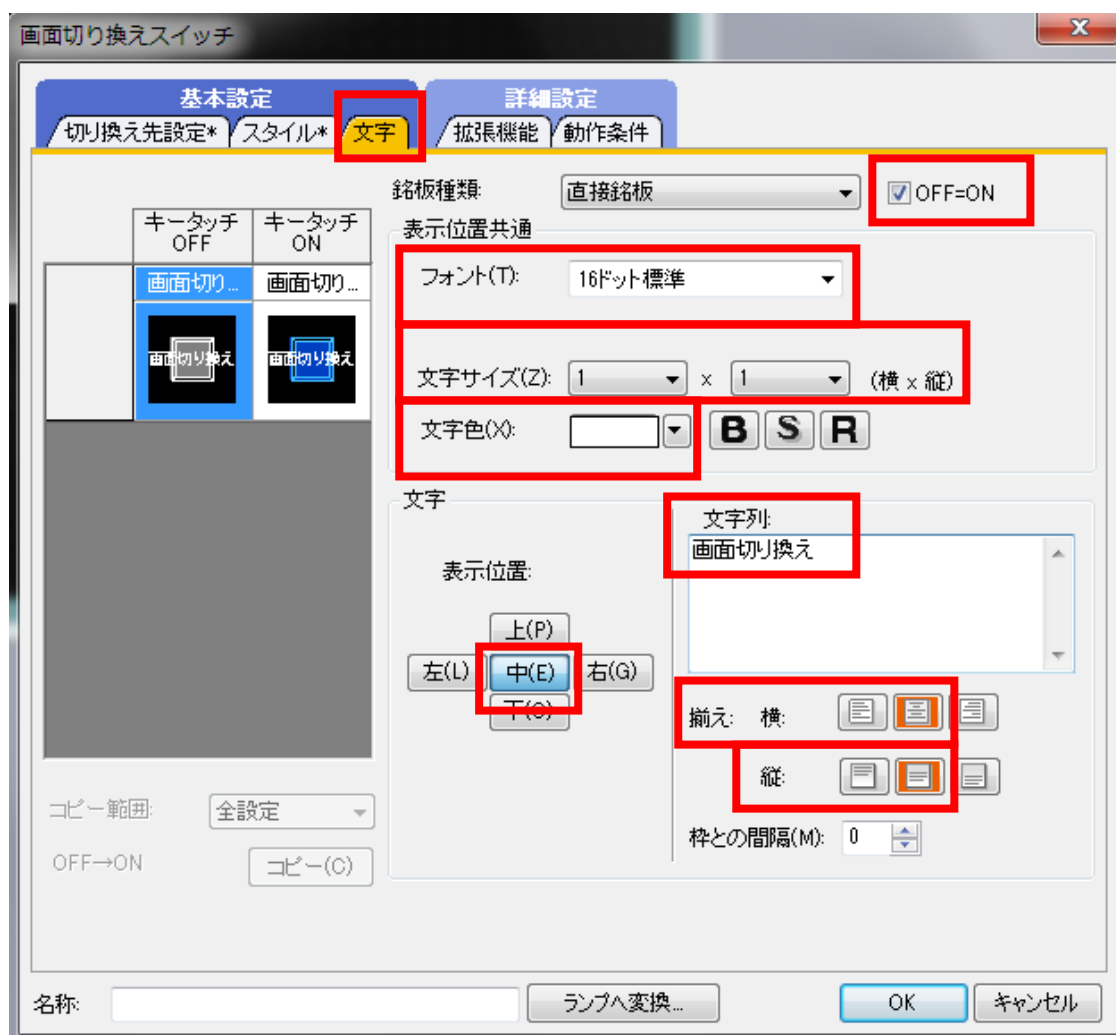 画面切り換えスイッチ
基本設定
詳細設定
切り換え先設定*
スタイル*
文字
拡張機能
動作条件
銘板種類:
直接銘板
OFF=ON
キータッチ
OFF
キータッチ
ON
画面切り...
画面切り...
画面切り換え
画面切り換え
表示位置共通
フォント(T):
16ドット標準
文字サイズ(Z):
1
x
1
(横 x 縦)
文字色(X):
B
S
R
文字
表示位置:
上(P)
左(L)
中(E)
右(G)
文字列:
画面切り換え
揃え:
横:
縦:
枠との間隔(M):
0
コピー範囲:
全設定
OFF→ON
コピー(C)
名称:
ランプへ変換...
OK
キャンセル